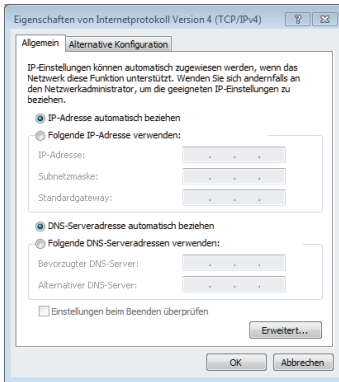 Eigenschaften von Internetprotokoll Version 4 (TCP/IPv4)
Allgemein
Alternative Konfiguration
IP-Einstellungen können automatisch zugewiesen werden, wenn das
Netzwerk diese Funktion unterstützt. Wenden Sie sich andernfalls an
den Netzwerkadministrator, um die geeigneten IP-Einstellungen zu
beziehen.
IP-Adresse automatisch beziehen
Folgende IP-Adresse verwenden:
IP-Adresse:
Subnetzmaske:
Standardgateway:
DNS-Serveradresse automatisch beziehen
Folgende DNS-Serveradressen verwenden:
Bevorzugter DNS-Server:
Alternativer DNS-Server:
Einstellungen beim Beenden überprüfen
Erweitert...
OK
Abbrechen